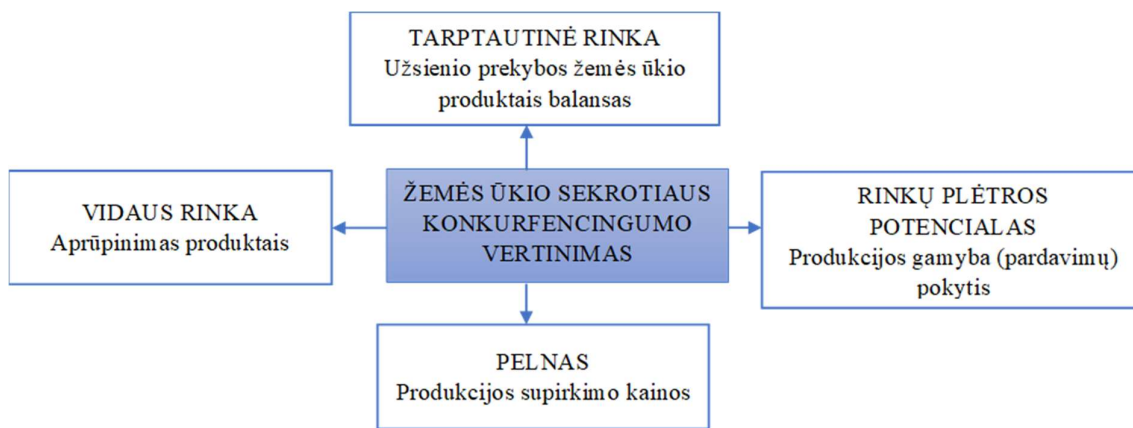 TARPTAUTINĖ RINKA
Užsienio prekybos žemės ūkio
produktais balansas
VIDAUS RINKA
Aprūpinimas produktais
ŽEMĖS ŪKIO SEKROTIAUS
KONKURFENCINGUMO
VERTINIMAS
RINKŲ PLĖTROS
POTENCIALAS
Produkcijos gamyba (pardavimų)
pokytis
PELNAS
Produkcijos supirkimo kainos